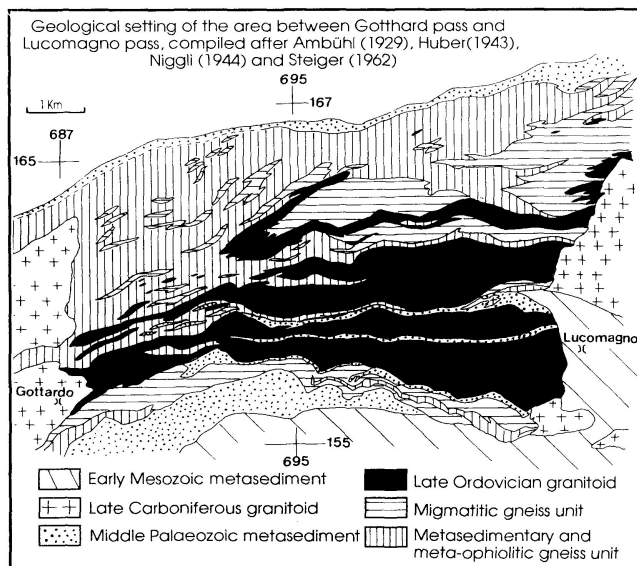 Geological setting of the area between Gotthard pass and
Lucomagno pass, compiled after Ambühl (1929), Huber(1943),
Niggli (1944) and Steiger (1962)
695
1 Km
167
687
165
Lucomagno
Gottardo
155
695
Early Mesozoic metasediment
Late Ordovician granitoid
Late Carboniferous granitoid
Migmatitic gneiss unit
Middle Palaeozoic metasediment
Metasedimentary and
meta-ophiolitic gneiss unit